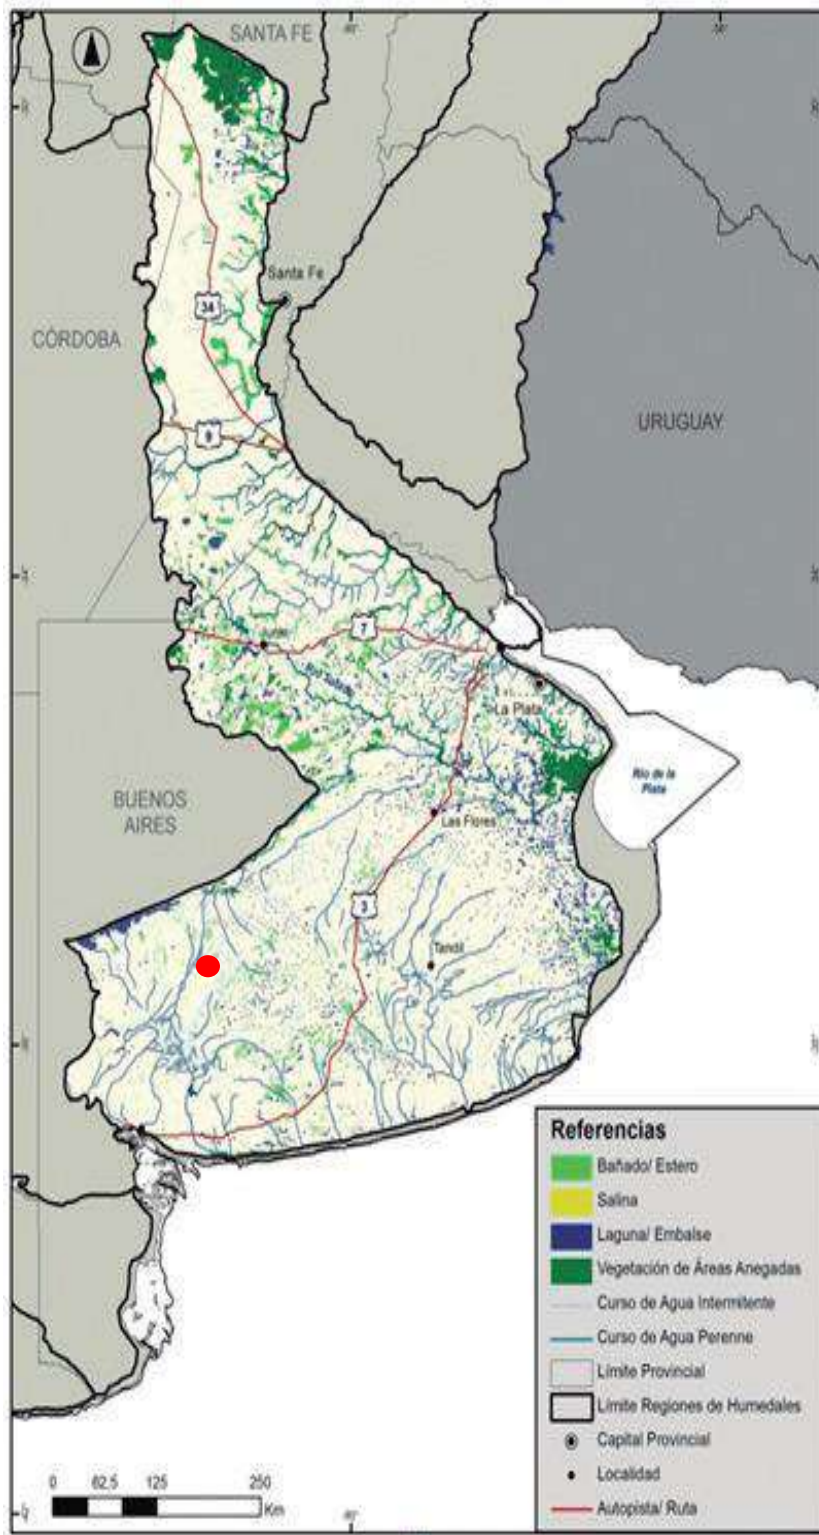 SANTA FE
Santa Fe
34
CÓRDOBA
URUGUAY
9
7
Junín
La Plata
Río de la
Plata
BUENOS
AIRES
Las Flores
3
Tandil
Referencias
Bañado/ Estero
Salina
Laguna/ Embalse
Vegetación de Áreas Anegadas
Curso de Agua Intermitente
Curso de Agua Perenne
Límite Provincial
Límite Regiones de Humedales
Capital Provincial
Localidad
Autopista/ Ruta
0 62,5 125 250
Km